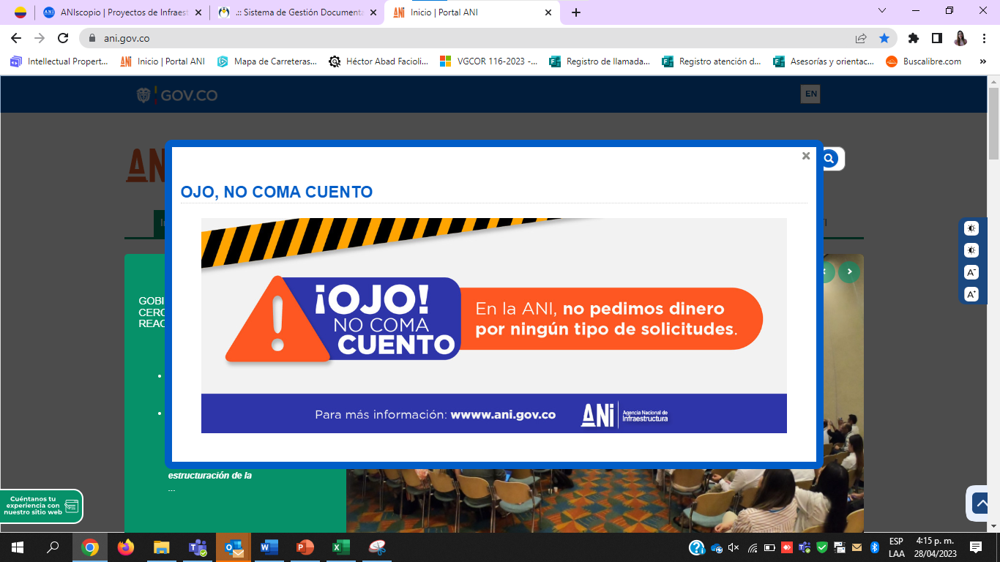 ANIscopio | Proyectos de Infraest
.:: Sistema de Gestión Documenta
Inicio | Portal ANI
ani.gov.co
Intellectual Propert...
Inicio | Portal ANI
Mapa de Carreteras...
Héctor Abad Facioli...
VGCOR 116-2023 -...
Registro de llamada...
Registro atención d...
Asesorías y orientac...
Buscalibre.com
»
GOV.CO
EN
ANI
OJO, NO COMA CUENTO
¡OJO!
NO COMA
CUENTO
En la ANI, no pedimos dinero
por ningún tipo de solicitudes.
Para más información: wwww.ani.gov.co
ANi
Agencia Nacional de
Infraestructura
GOBI
CERC
REAC
estructuración de la
...
A-
A+
Cuéntanos tu
experiencia con
nuestro sitio web
ESP
LAA
4:15 p. m.
28/04/2023